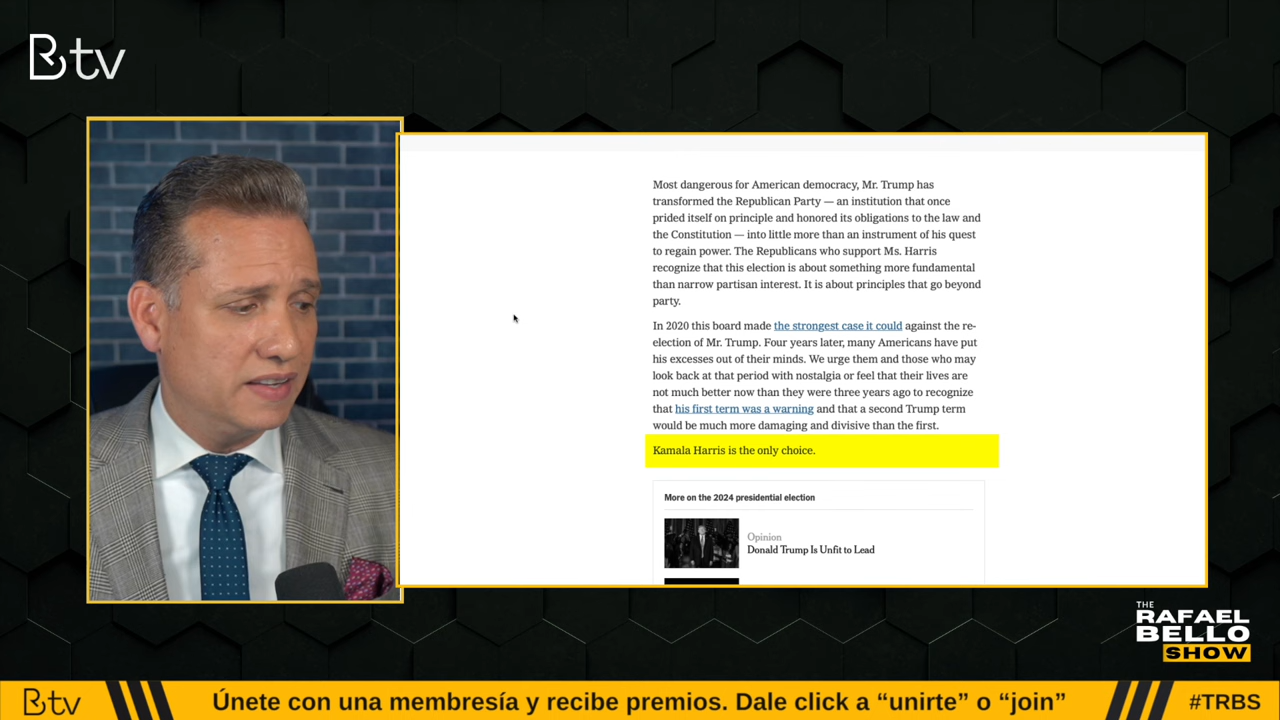 Btv
Most dangerous for American democracy, Mr. Trump has
transformed the Republican Party — an institution that once
prided itself on principle and honored its obligations to the law and
the Constitution — into little more than an instrument of his quest
to regain power. The Republicans who support Ms. Harris
recognize that this election is about something more fundamental
than narrow partisan interest. It is about principles that go beyond
party.
In 2020 this board made the strongest case it could against the re-
election of Mr. Trump. Four years later, many Americans have put
his excesses out of their minds. We urge them and those who may
look back at that period with nostalgia or feel that their lives are
not much better now than they were three years ago to recognize
that his first term was a warning and that a second Trump term
would be much more damaging and divisive than the first.
Kamala Harris is the only choice.
More on the 2024 presidential election
Opinion
Donald Trump Is Unfit to Lead
THE
RAFAEL
BELLO
SHOW
Btv
Únete con una membresía y recibe premios. Dale click a “unirte” o “join”
#TRBS